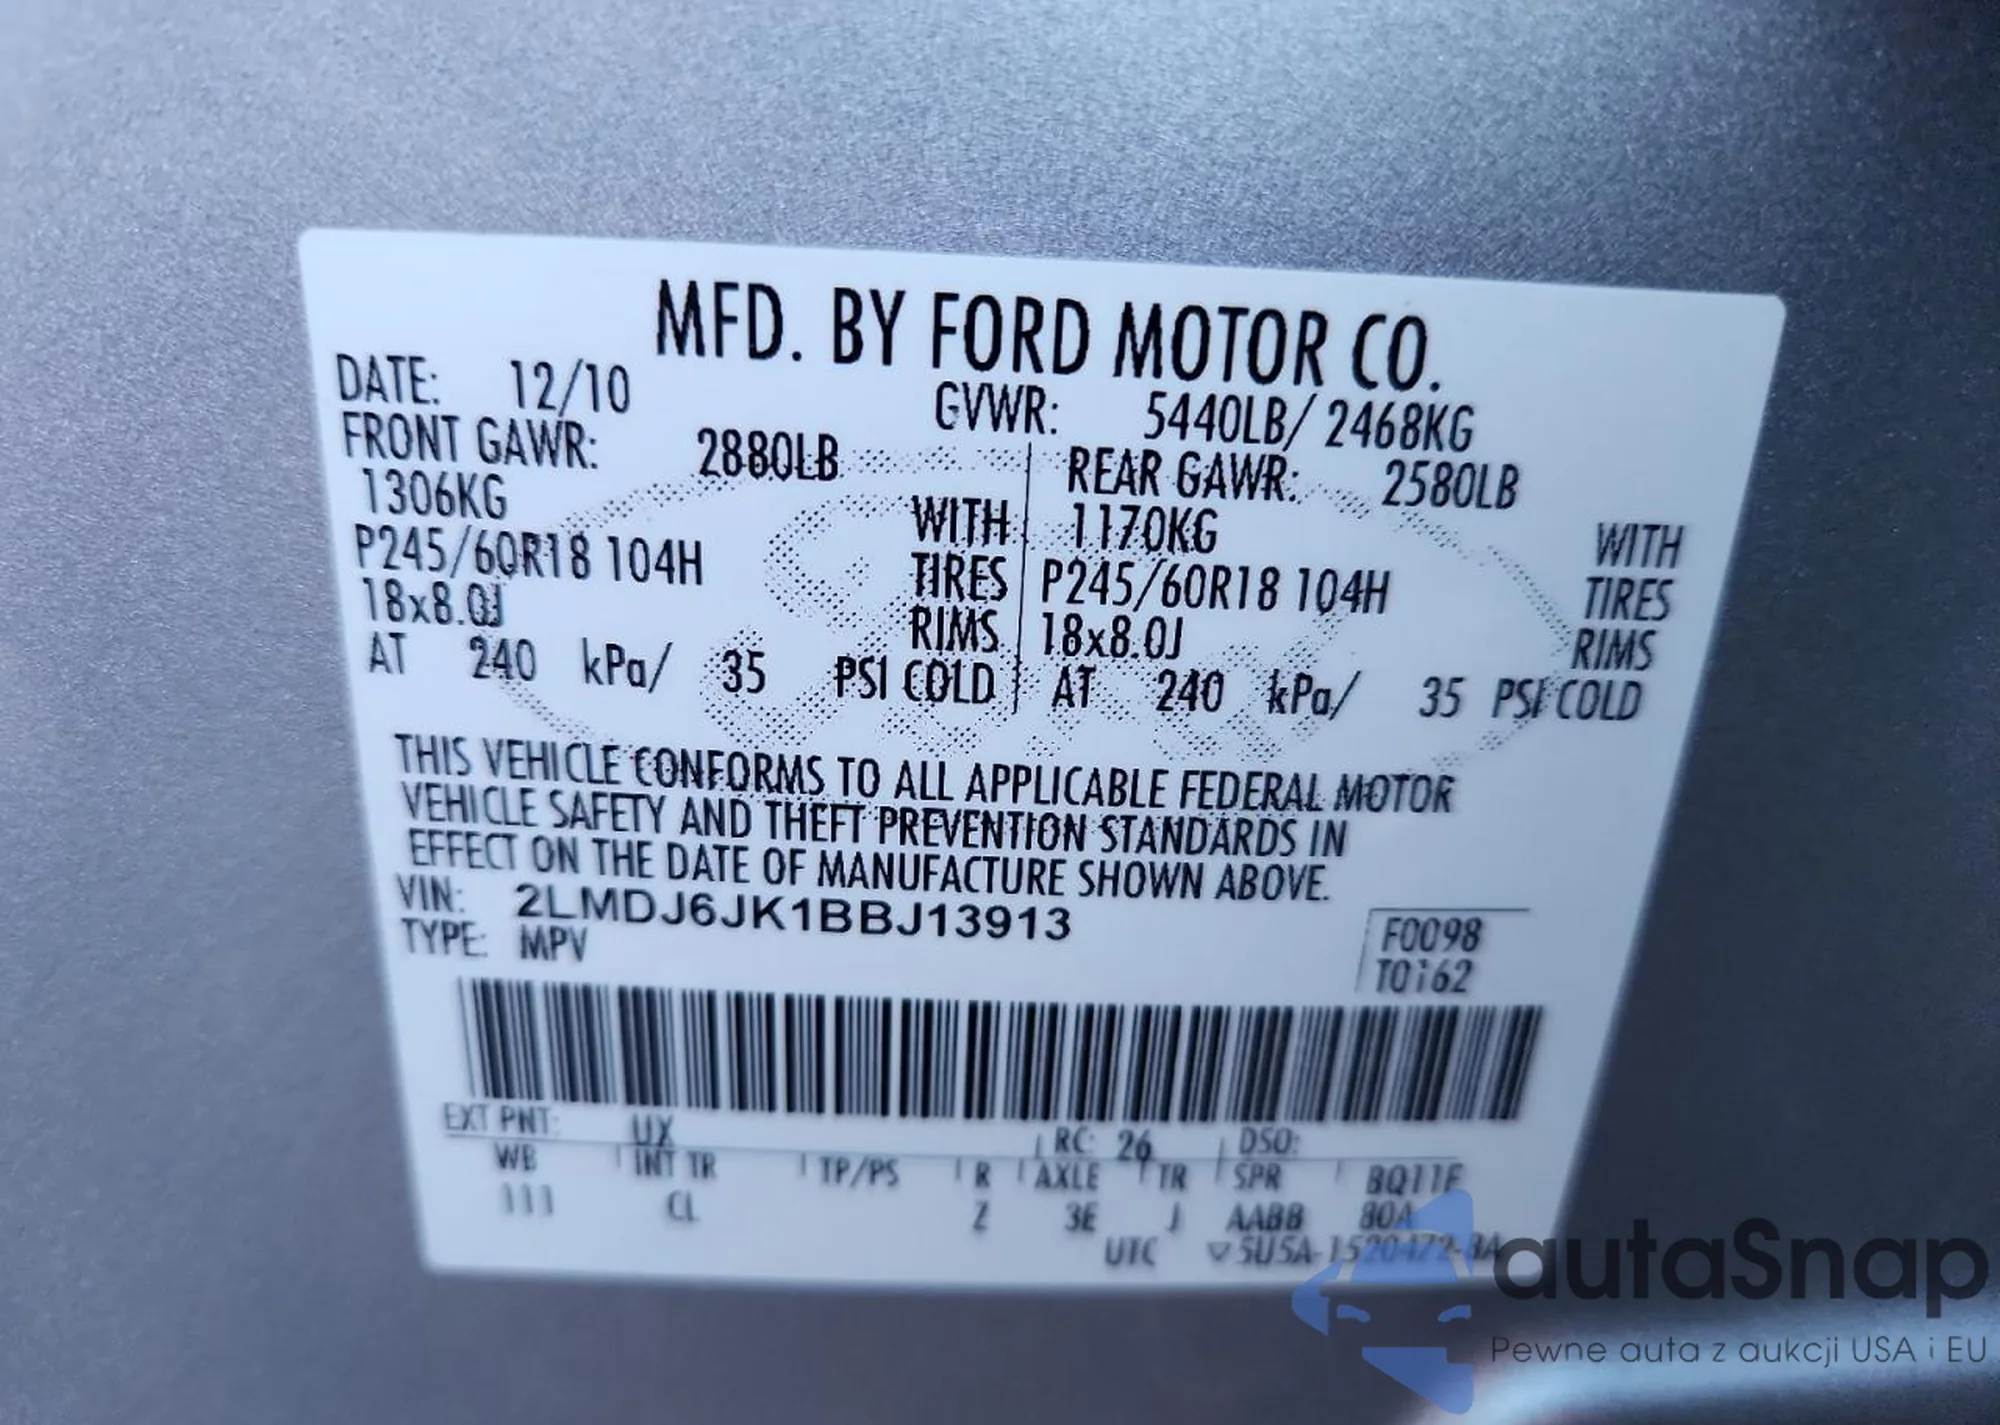 MFD. BY FORD MOTOR CO.
DATE: 12/10 GVWR: 5440LB/ 2468KG
FRONT GAWR: 2880LB REAR GAWR: 2580LB
1306KG WITH 1170KG WITH
P245/60R18 104H TIRES P245/60R18 104H TIRES
18x8.0J RIMS 18x8.0J RIMS
AT 240 kPa/ 35 PSI COLD AT 240 kPa/ 35 PSI COLD
THIS VEHICLE CONFORMS TO ALL APPLICABLE FEDERAL MOTOR
VEHICLE SAFETY AND THEFT PREVENTION STANDARDS IN
EFFECT ON THE DATE OF MANUFACTURE SHOWN ABOVE.
VIN: 2LMDJ6JK1BBJ13913 F0098
TYPE: MPV T0162
EXT PNT: UX RC: 26 DSO:
WB INT TR TP/PS R AXLE TR SPR BQ11F
111 CL Z 3E J AABB 80A
UTC ▽5U5A-1520472-BA
autaSnap
Pewne auta z aukcji USA i EU